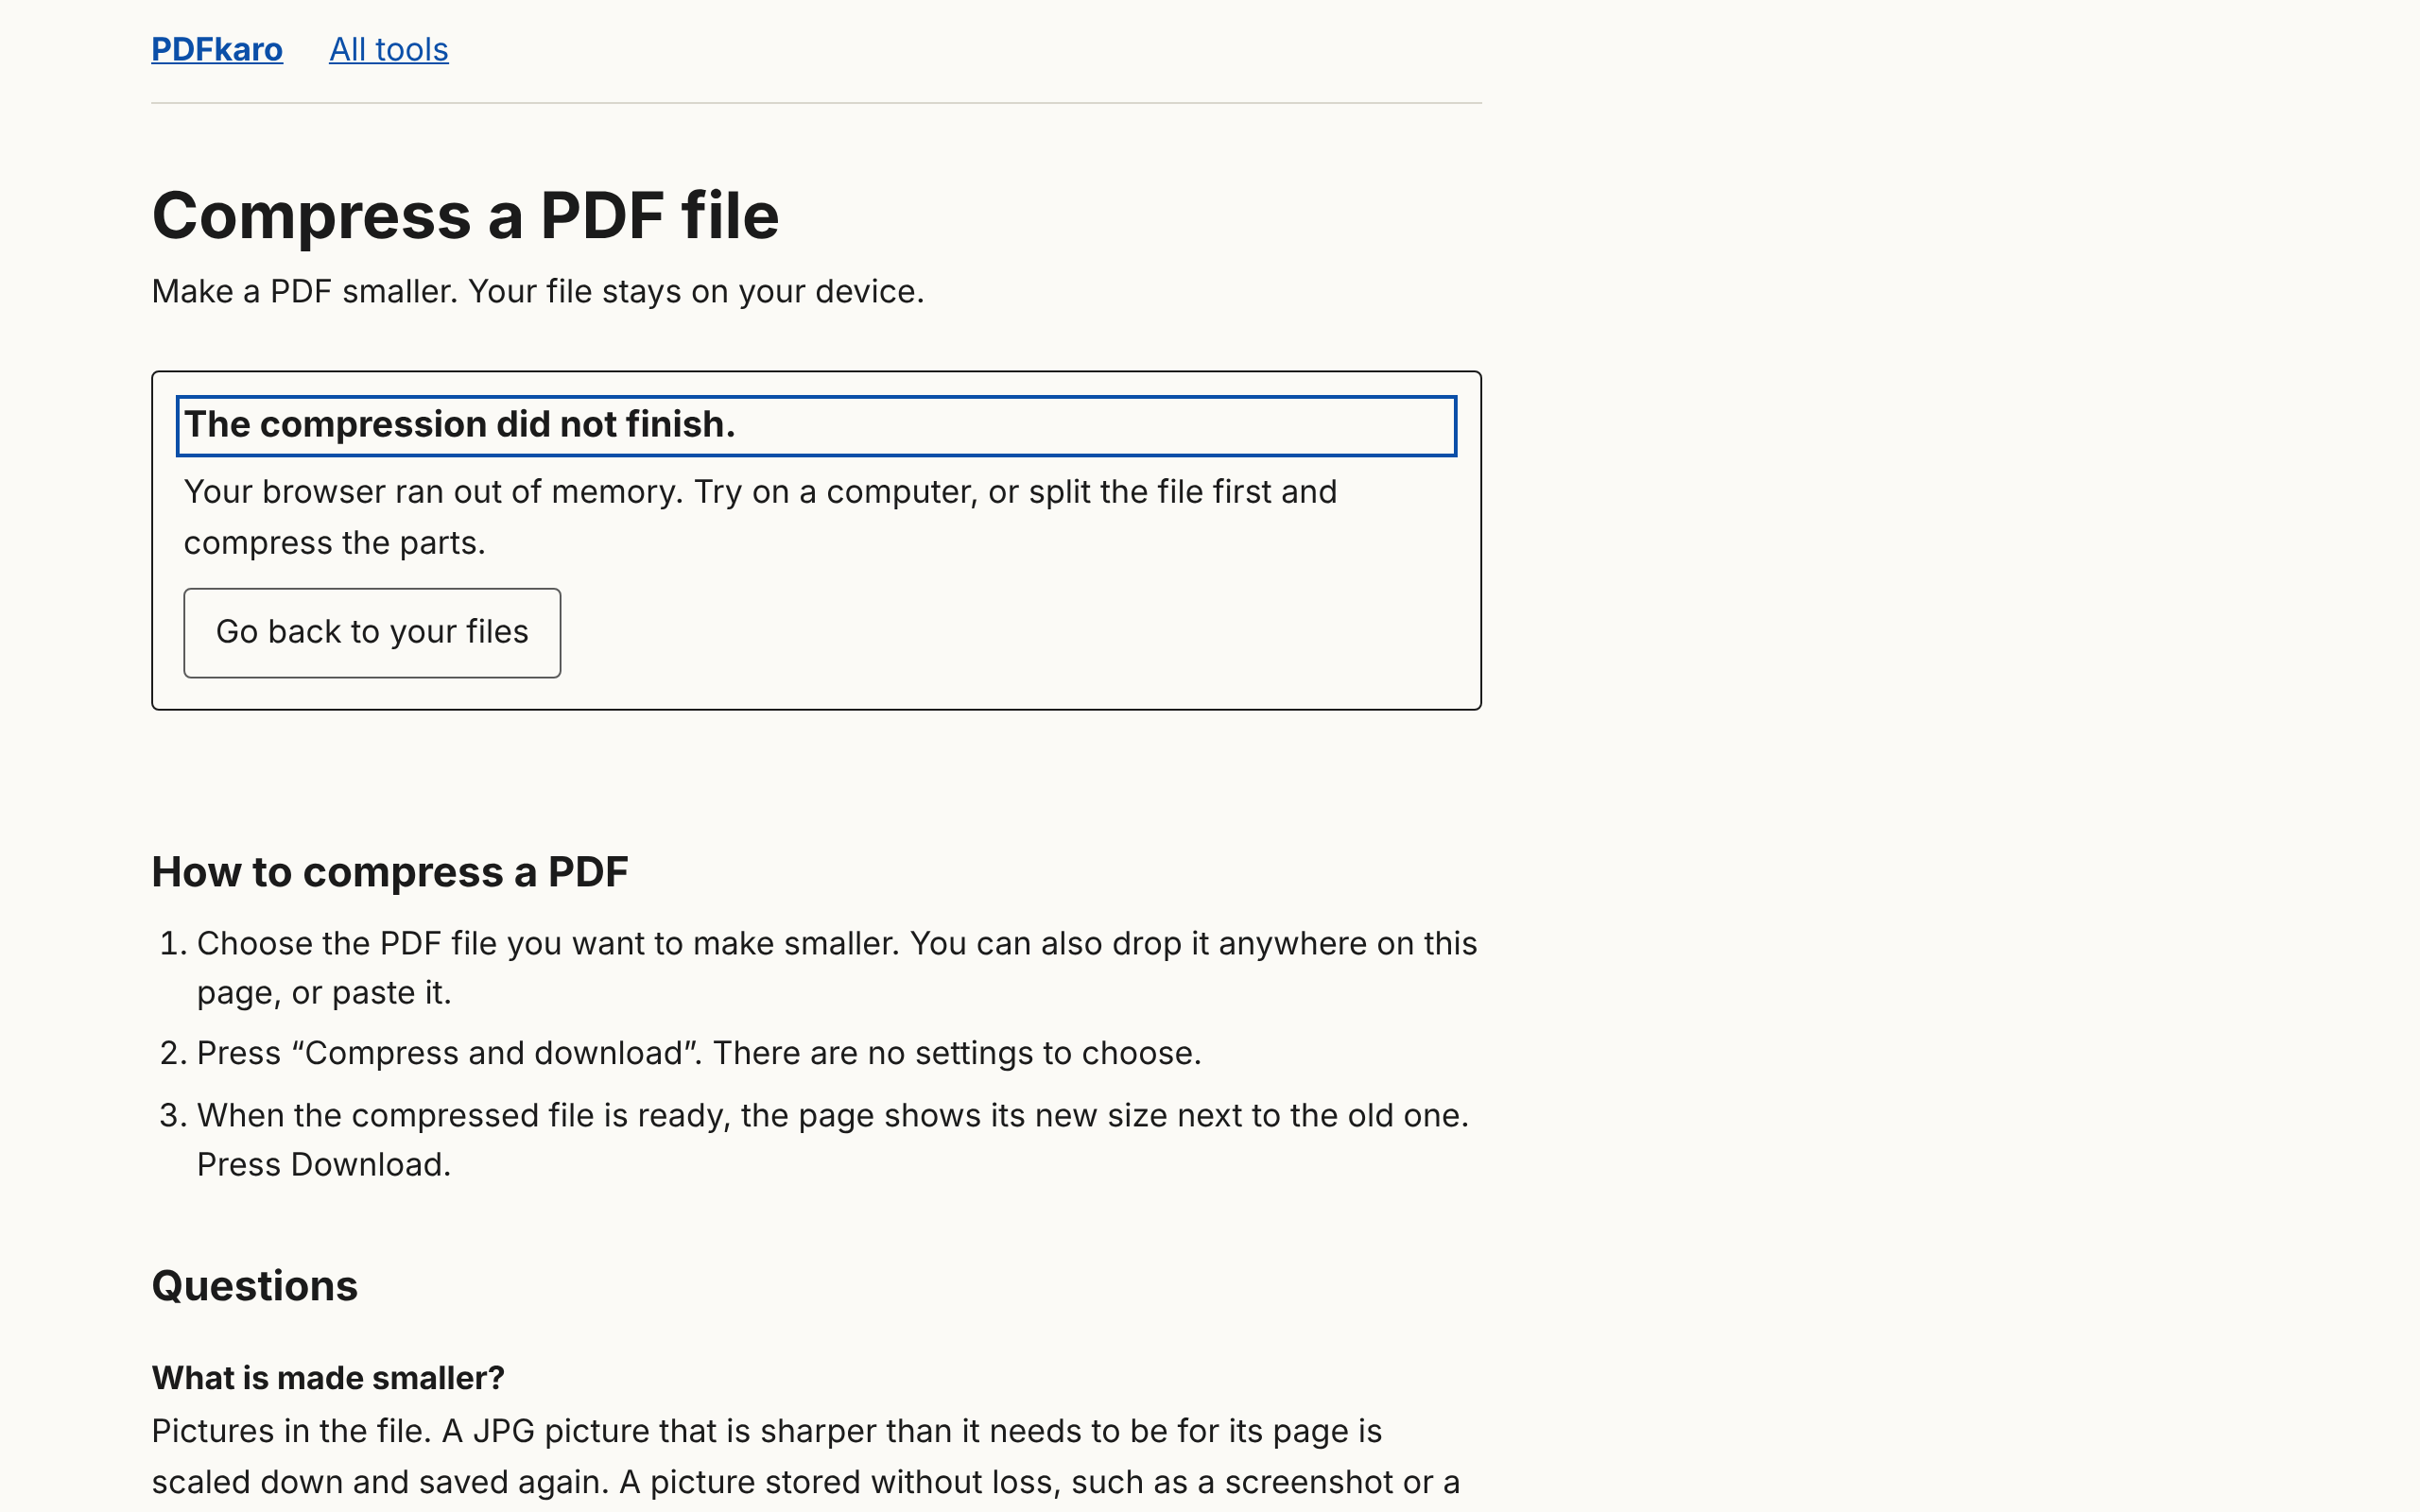 PDFkaro All tools
Compress a PDF file
Make a PDF smaller. Your file stays on your device.
The compression did not finish.
Your browser ran out of memory. Try on a computer, or split the file first and
compress the parts.
Go back to your files
How to compress a PDF
1. Choose the PDF file you want to make smaller. You can also drop it anywhere on this
page, or paste it.
2. Press “Compress and download”. There are no settings to choose.
3. When the compressed file is ready, the page shows its new size next to the old one.
Press Download.
Questions
What is made smaller?
Pictures in the file. A JPG picture that is sharper than it needs to be for its page is
scaled down and saved again. A picture stored without loss, such as a screenshot or a